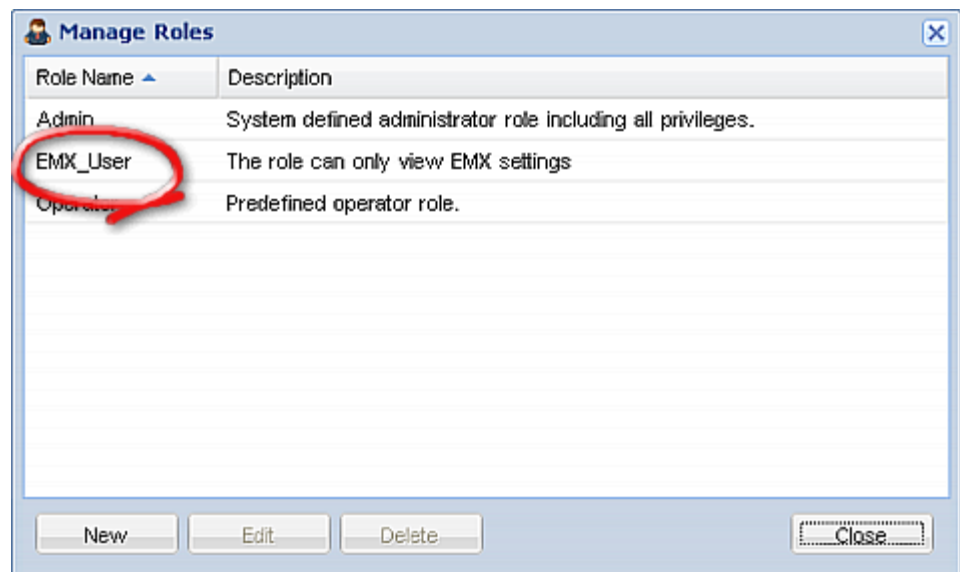 Manage Roles
Role Name Description
Admin System defined administrator role including all privileges.
EMX_User The role can only view EMX settings
Operator Predefined operator role.
New Edit Delete Close